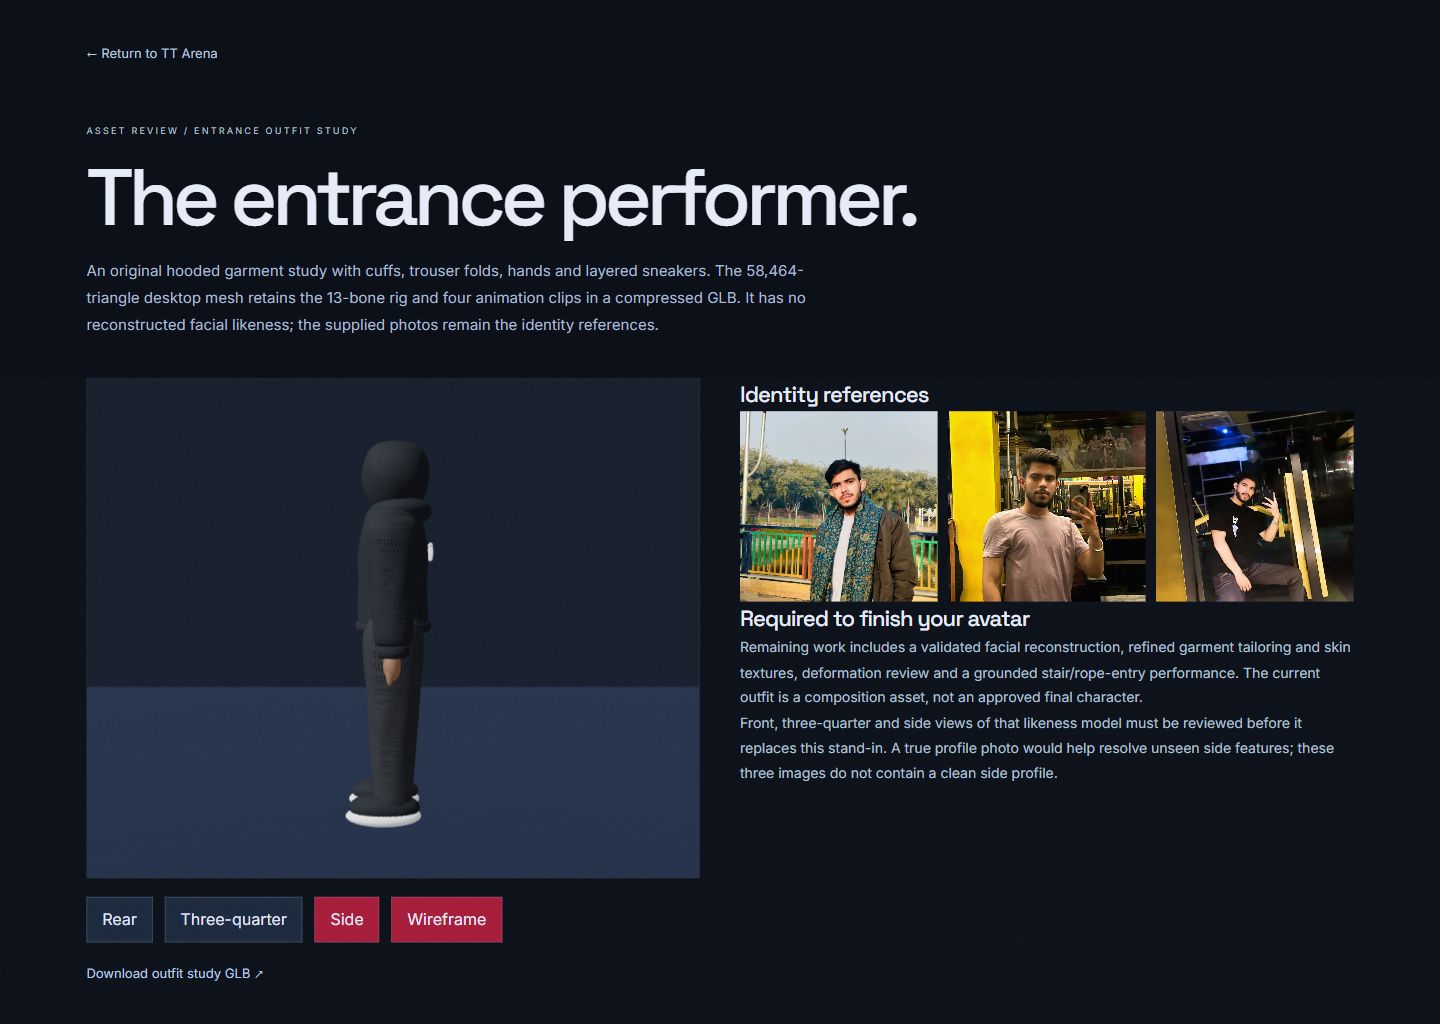 ← Return to TT Arena
ASSET REVIEW / ENTRANCE OUTFIT STUDY
The entrance performer.
An original hooded garment study with cuffs, trouser folds, hands and layered sneakers. The 58,464-
triangle desktop mesh retains the 13-bone rig and four animation clips in a compressed GLB. It has no
reconstructed facial likeness; the supplied photos remain the identity references.
Identity references
Required to finish your avatar
Remaining work includes a validated facial reconstruction, refined garment tailoring and skin
textures, deformation review and a grounded stair/rope-entry performance. The current
outfit is a composition asset, not an approved final character.
Front, three-quarter and side views of that likeness model must be reviewed before it
replaces this stand-in. A true profile photo would help resolve unseen side features; these
three images do not contain a clean side profile.
Rear
Three-quarter
Side
Wireframe
Download outfit study GLB ↗